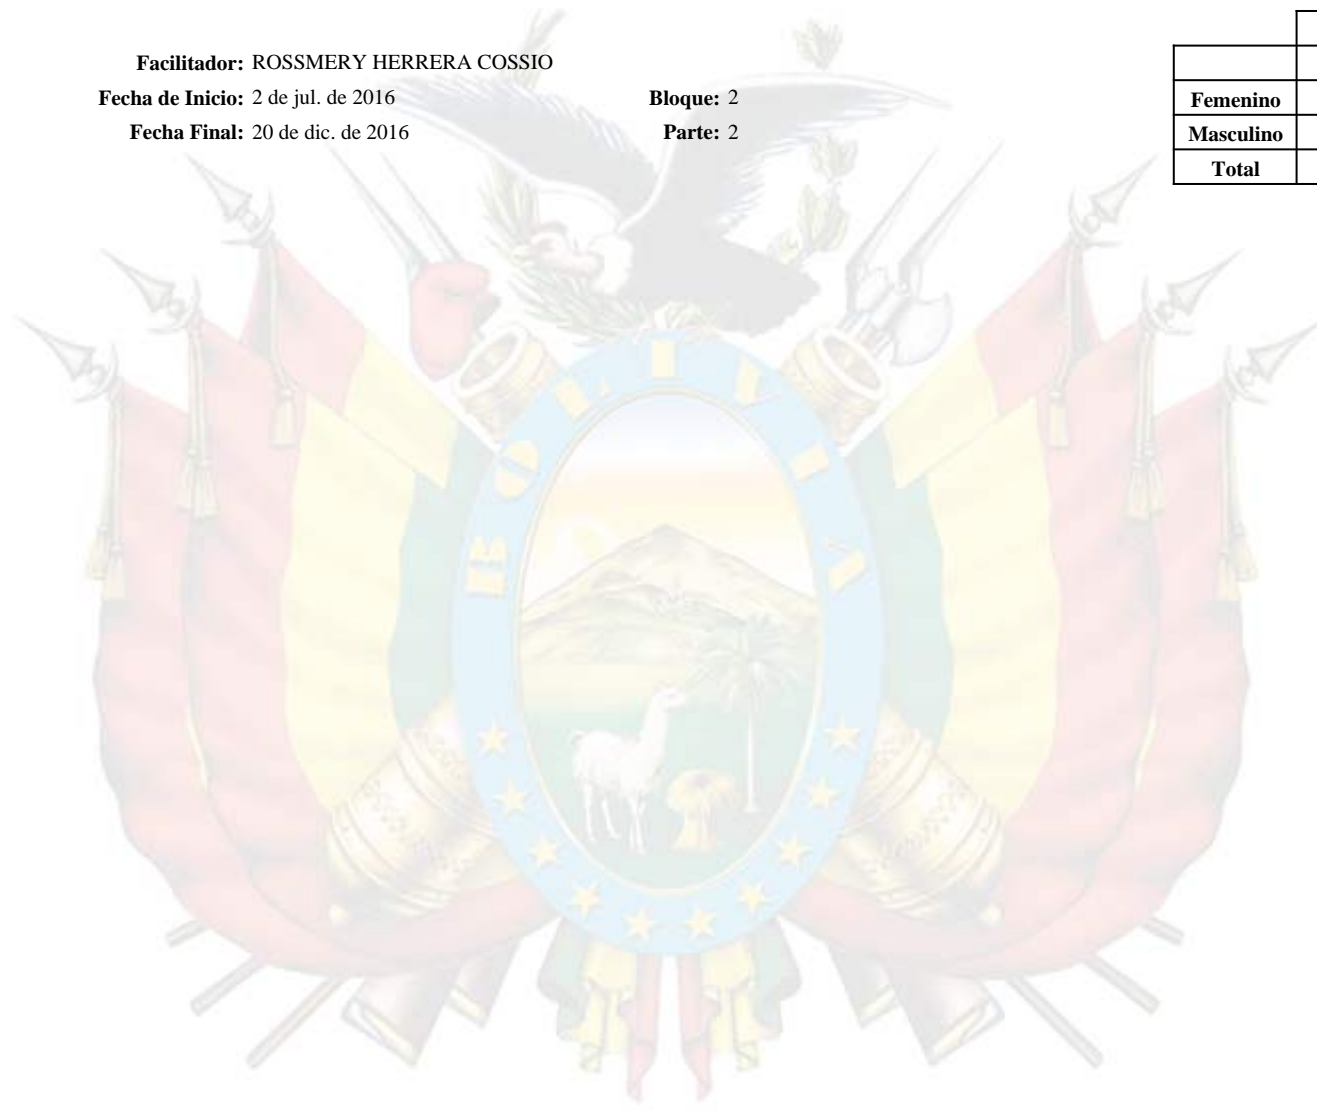 Facilitador: ROSSMERY HERRERA COSSIO
Fecha de Inicio: 2 de jul. de 2016 Bloque: 2
Fecha Final: 20 de dic. de 2016 Parte: 2
Femenino
Masculino
Total
BOLIVIA